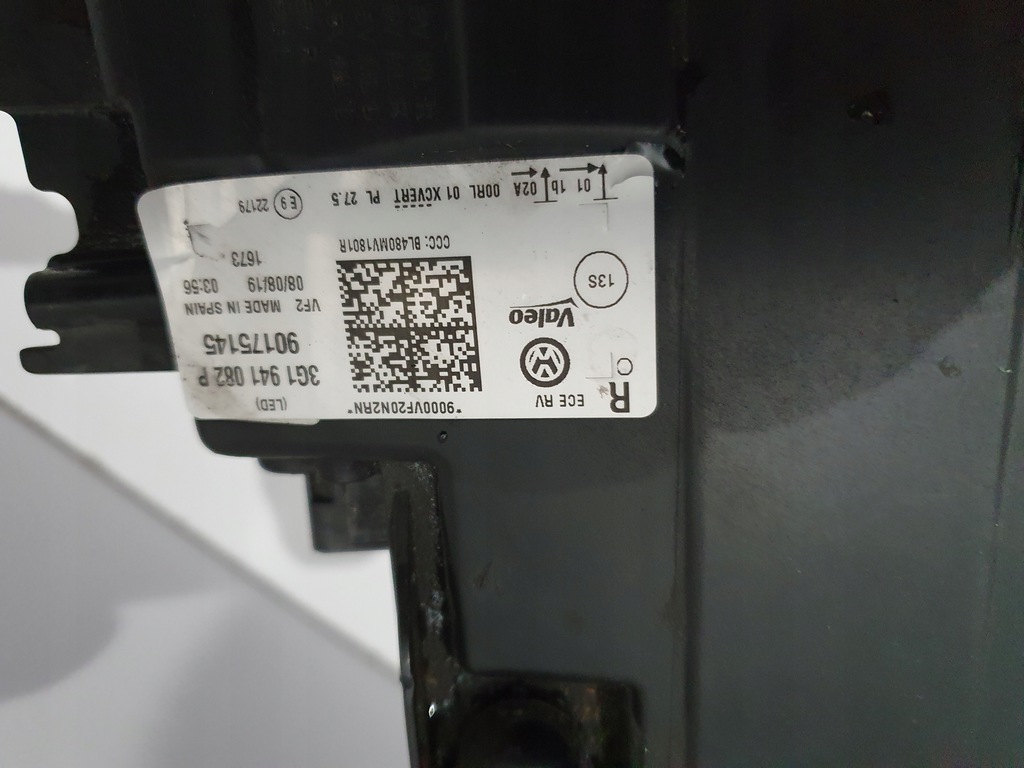 R
ECE RV
*9000VF20N2RN*
(LED)
3G1 941 082 P
90175145
Valeo
VF2 MADE IN SPAIN
08/08/19 03:56
1673
13S
CCC: BL480MV1801R
01 1b 02A 00RL 01 XCVERT PL 27.5
E9 22179